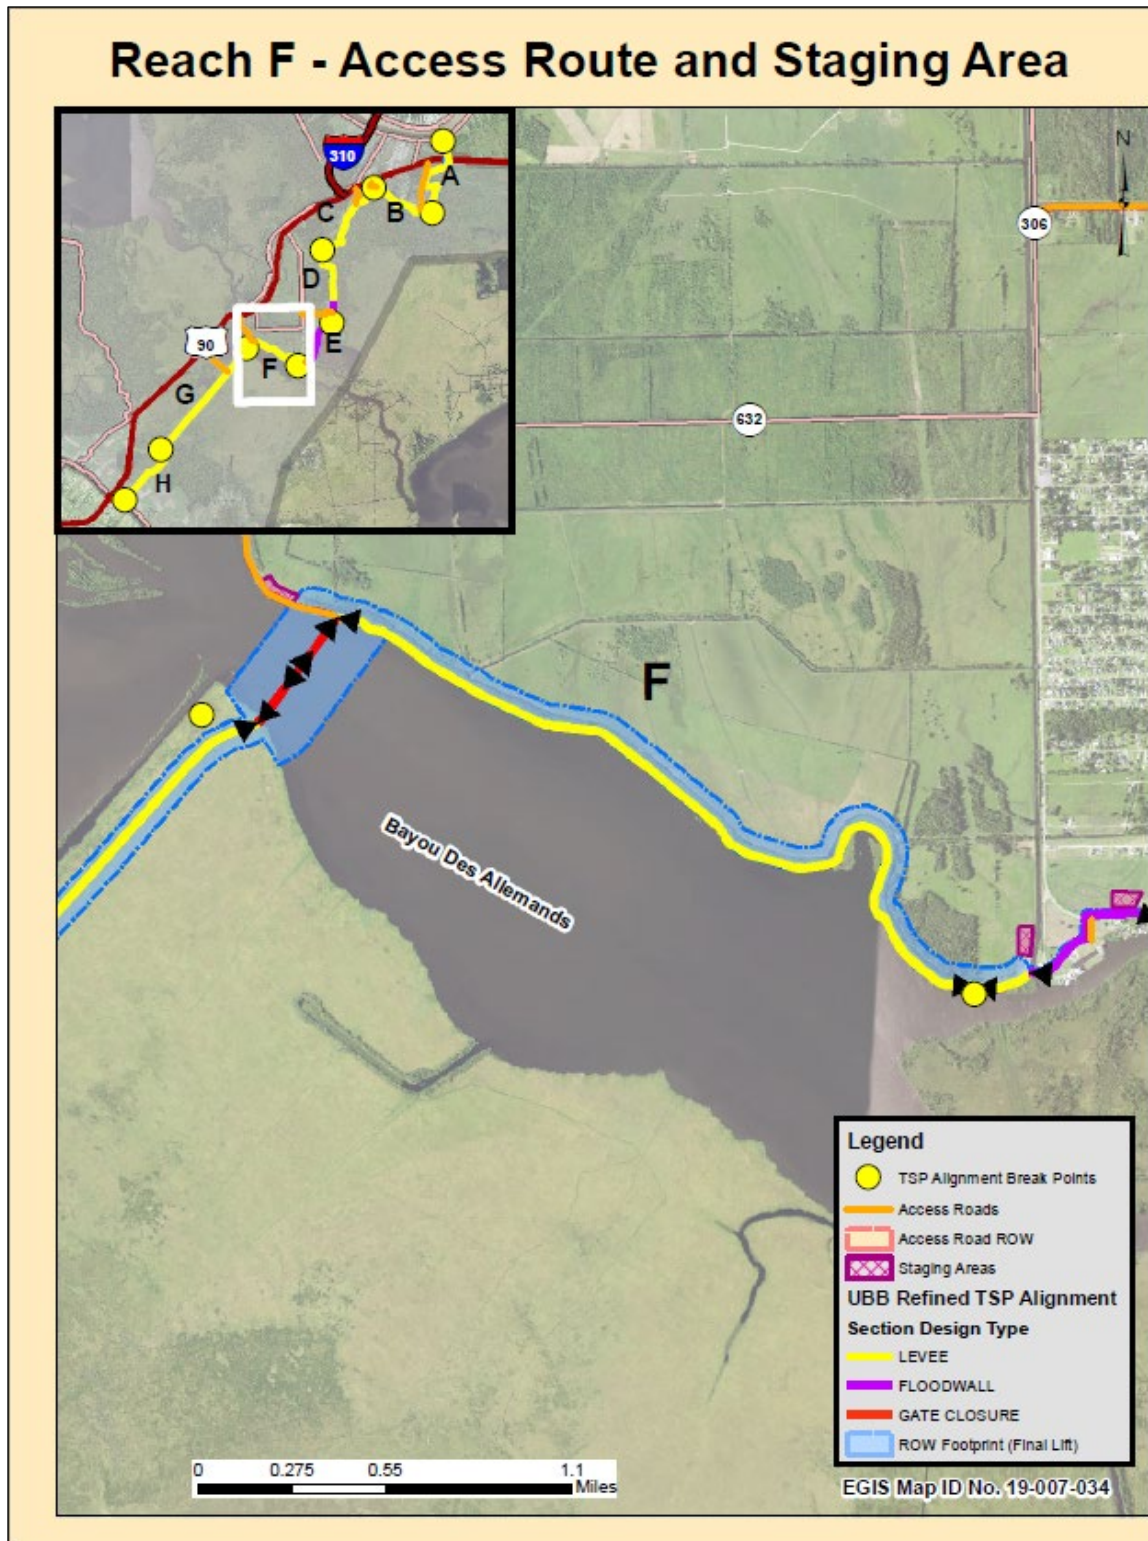 Reach F - Access Route and Staging Area
310
A
C
B
D
E
90
F
G
H
N
306
632
F
Bayou Des Allemands
Legend
TSP Alignment Break Points
Access Roads
Access Road ROW
Staging Areas
UBB Refined TSP Alignment
Section Design Type
LEVEE
FLOODWALL
GATE CLOSURE
ROW Footprint (Final Lift)
0 0.275 0.55 1.1
Miles
EGIS Map ID No. 19-007-034